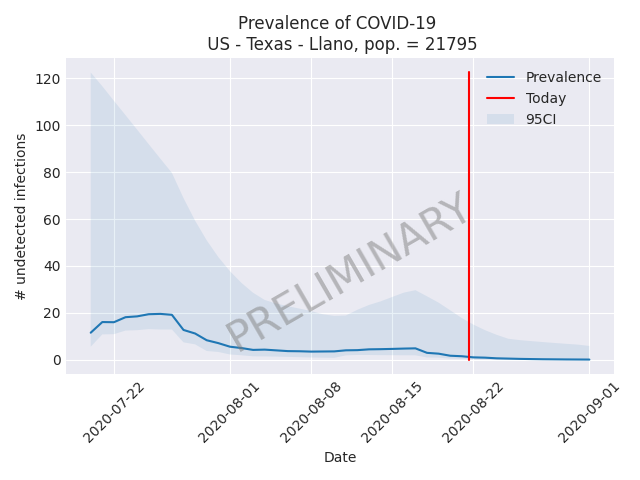 Prevalence of COVID-19
US - Texas - Llano, pop. = 21795
120
100
80
60
40
20
0
# undetected infections
Prevalence
Today
95CI
PRELIMINARY
2020-07-22
2020-08-01
2020-08-08
2020-08-15
2020-08-22
2020-09-01
Date